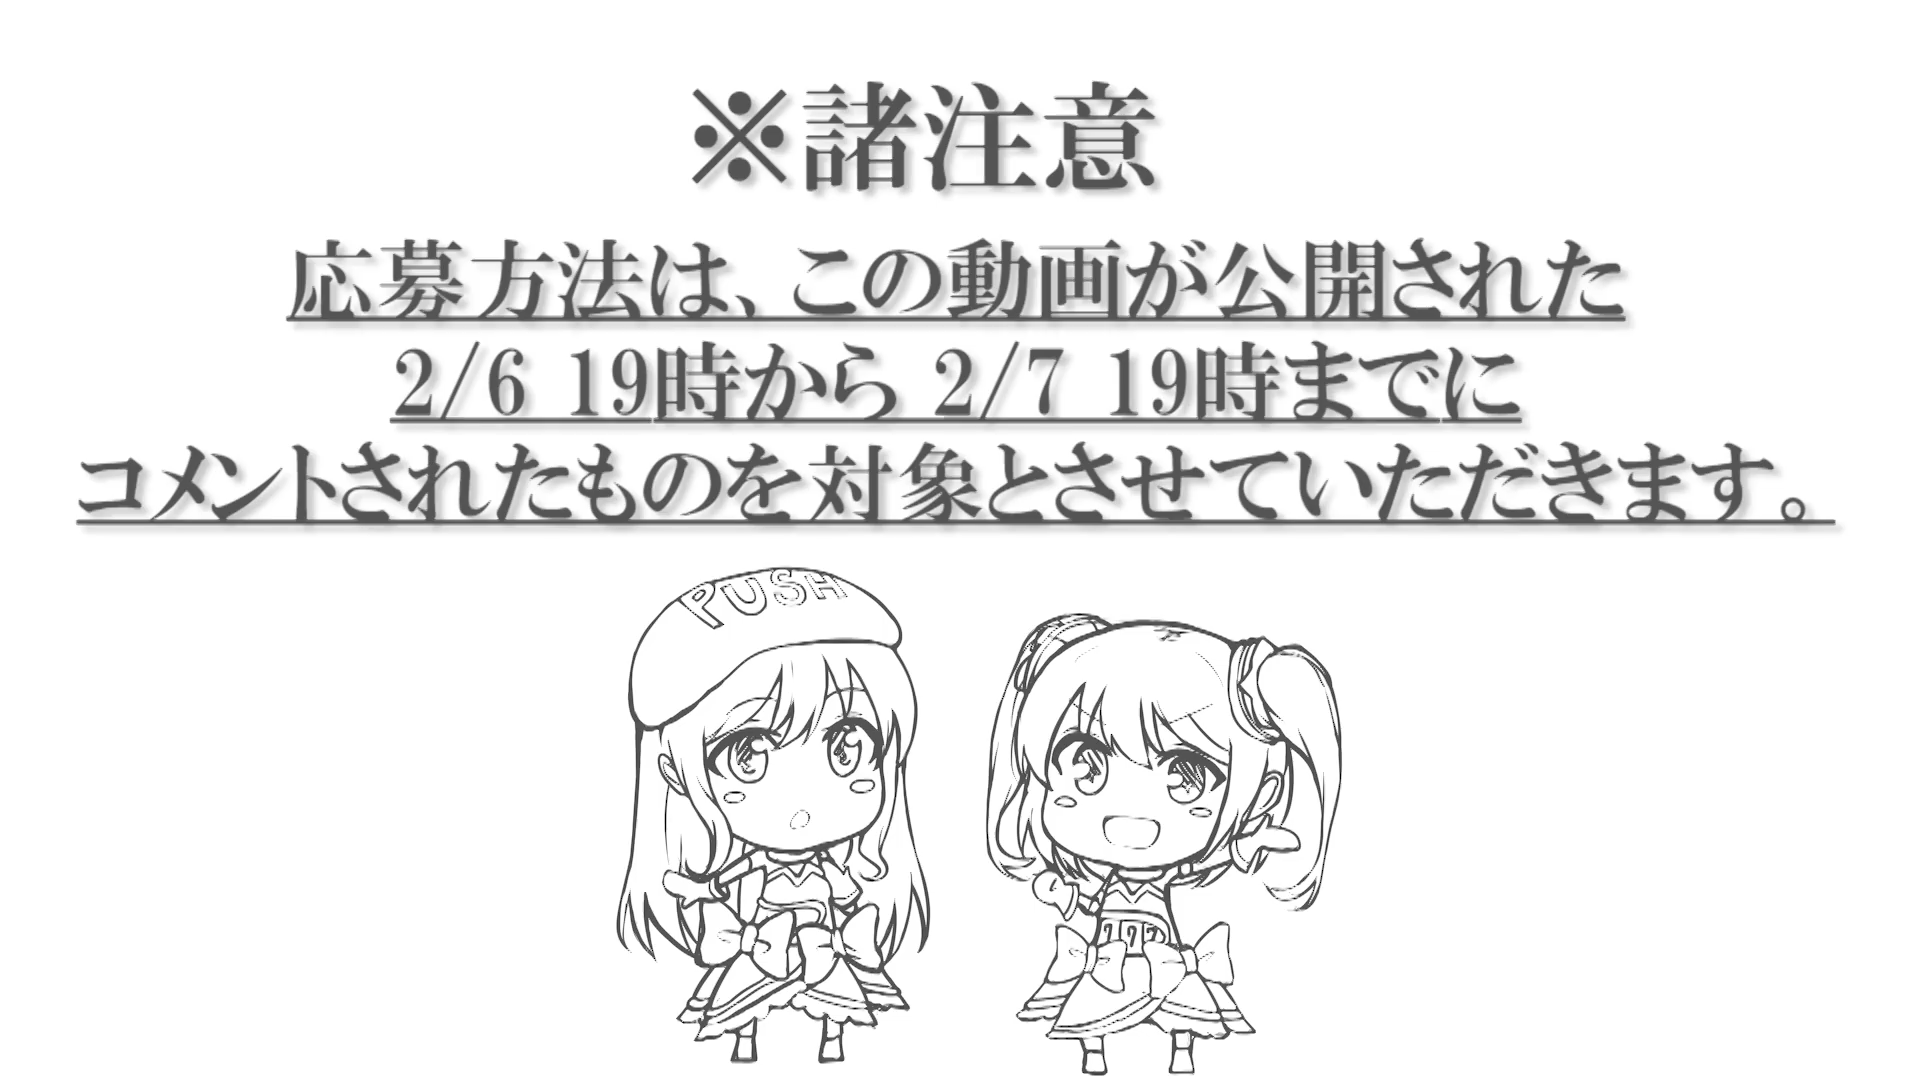 ※諸注意
応募方法は、この動画が公開された
2/6 19時から 2/7 19時までに
コメントされたものを対象とさせていただきます。
PUSH
777